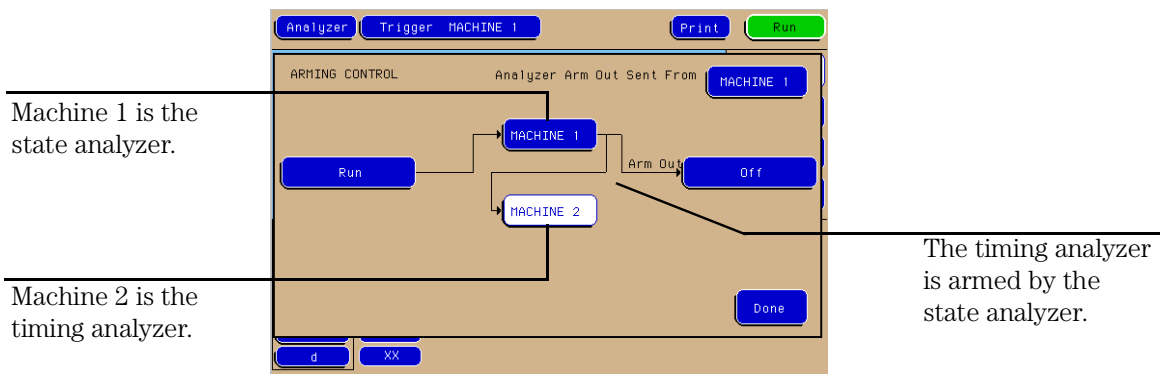 Analyzer Trigger MACHINE 1 Print Run
ARMING CONTROL Analyzer Arm Out Sent From MACHINE 1
Machine 1 is the
state analyzer.
MACHINE 1
Run
Arm Out
Off
MACHINE 2
The timing analyzer
is armed by the
state analyzer.
Machine 2 is the
timing analyzer.
Done
d XX